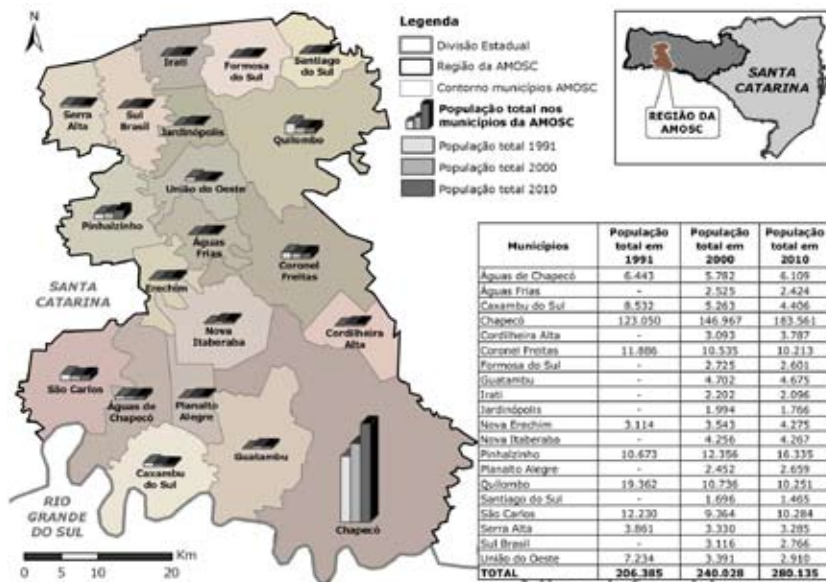 N
Irati
Formosa
do Sul
Santiago
do Sul
Serra
Alta
Sul
Brasil
Jardinópolis
Quilombo
União do Oeste
Pinhalzinho
Águas
Frias
Coronel
Freitas
SANTA
CATARINA
Erechim
Nova
Itaberaba
Cordilheira
Alta
São Carlos
Águas de
Chapecó
Planalto
Alegre
Guatambu
Caxambu
do Sul
Chapecó
RIO
GRANDE
DO SUL
Km
0 5 10 20
Legenda
Divisão Estadual
Região da AMOSC
Contorno municípios AMOSC
População total nos
municípios da AMOSC
População total 1991
População total 2000
População total 2010
SANTA
CATARINA
REGIÃO DA
AMOSC
Municípios População total em 1991 População total em 2000 População total em 2010
Águas de Chapecó 6.443 5.782 6.109
Águas Frias - 2.525 2.424
Caxambu do Sul 8.532 5.263 4.406
Chapecó 123.050 146.967 183.561
Cordilheira Alta - 3.093 3.787
Coronel Freitas 11.886 10.535 10.213
Formosa do Sul - 2.725 2.601
Guatambu - 4.702 4.675
Irati - 2.202 2.096
Jardinópolis - 1.994 1.766
Nova Erechim 3.114 3.543 4.275
Nova Itaberaba - 4.256 4.267
Pinhalzinho 10.673 12.356 16.335
Planalto Alegre - 2.452 2.659
Quilombo 19.362 10.736 10.251
Santiago do Sul - 1.696 1.465
São Carlos 12.230 9.364 10.284
Serra Alta 3.861 3.330 3.285
Sul Brasil - 3.116 2.766
União do Oeste 7.234 3.391 2.910
TOTAL 206.385 240.028 280.135